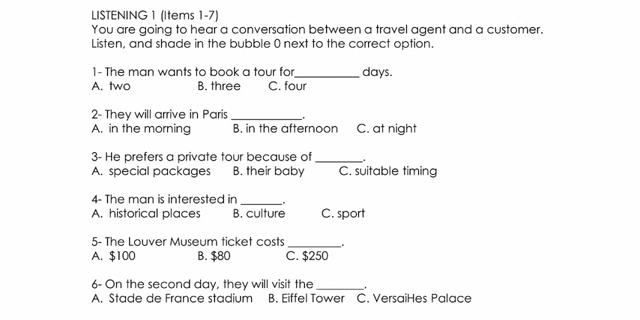 LISTENING 1 (Items 1-7)
You are going to hear a conversation between a travel agent and a customer.
Listen, and shade in the bubble 0 next to the correct option.
1- The man wants to book a tour for__________ days.
A. two B. three C. four
2- They will arrive in Paris ___________.
A. in the morning B. in the afternoon C. at night
3- He prefers a private tour because of _______.
A. special packages B. their baby C. suitable timing
4- The man is interested in ______.
A. historical places B. culture C. sport
5- The Louver Museum ticket costs ________.
A. $100 B. $80 C. $250
6- On the second day, they will visit the _______.
A. Stade de France stadium B. Eiffel Tower C. VersaiHes Palace